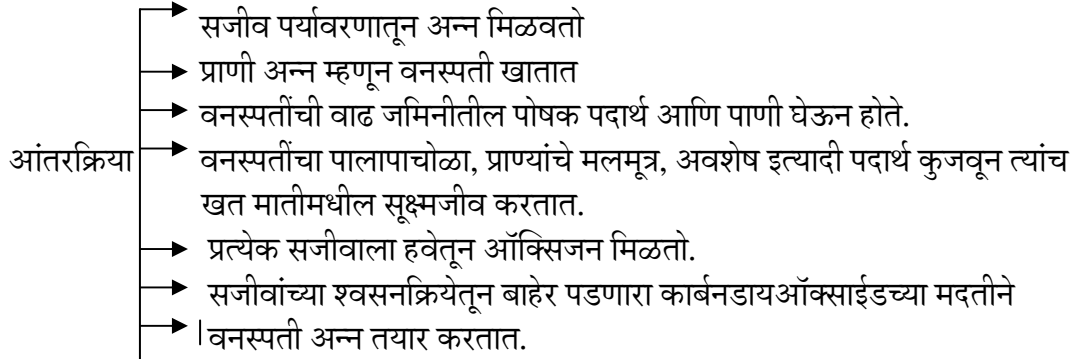 सजीव पर्यावरणातून अन्न मिळवतो
प्राणी अन्न म्हणून वनस्पती खातात
वनस्पतींची वाढ जमिनीतील पोषक पदार्थ आणि पाणी घेऊन होते.
आंतरक्रिया
वनस्पतींचा पालापाचोळा, प्राण्यांचे मलमूत्र, अवशेष इत्यादी पदार्थ कुजवून त्यांच
खत मातीमधील सूक्ष्मजीव करतात.
प्रत्येक सजीवाला हवेतून ऑक्सिजन मिळतो.
सजीवांच्या श्वसनक्रियेतून बाहेर पडणारा कार्बनडायऑक्साईडच्या मदतीने
वनस्पती अन्न तयार करतात.